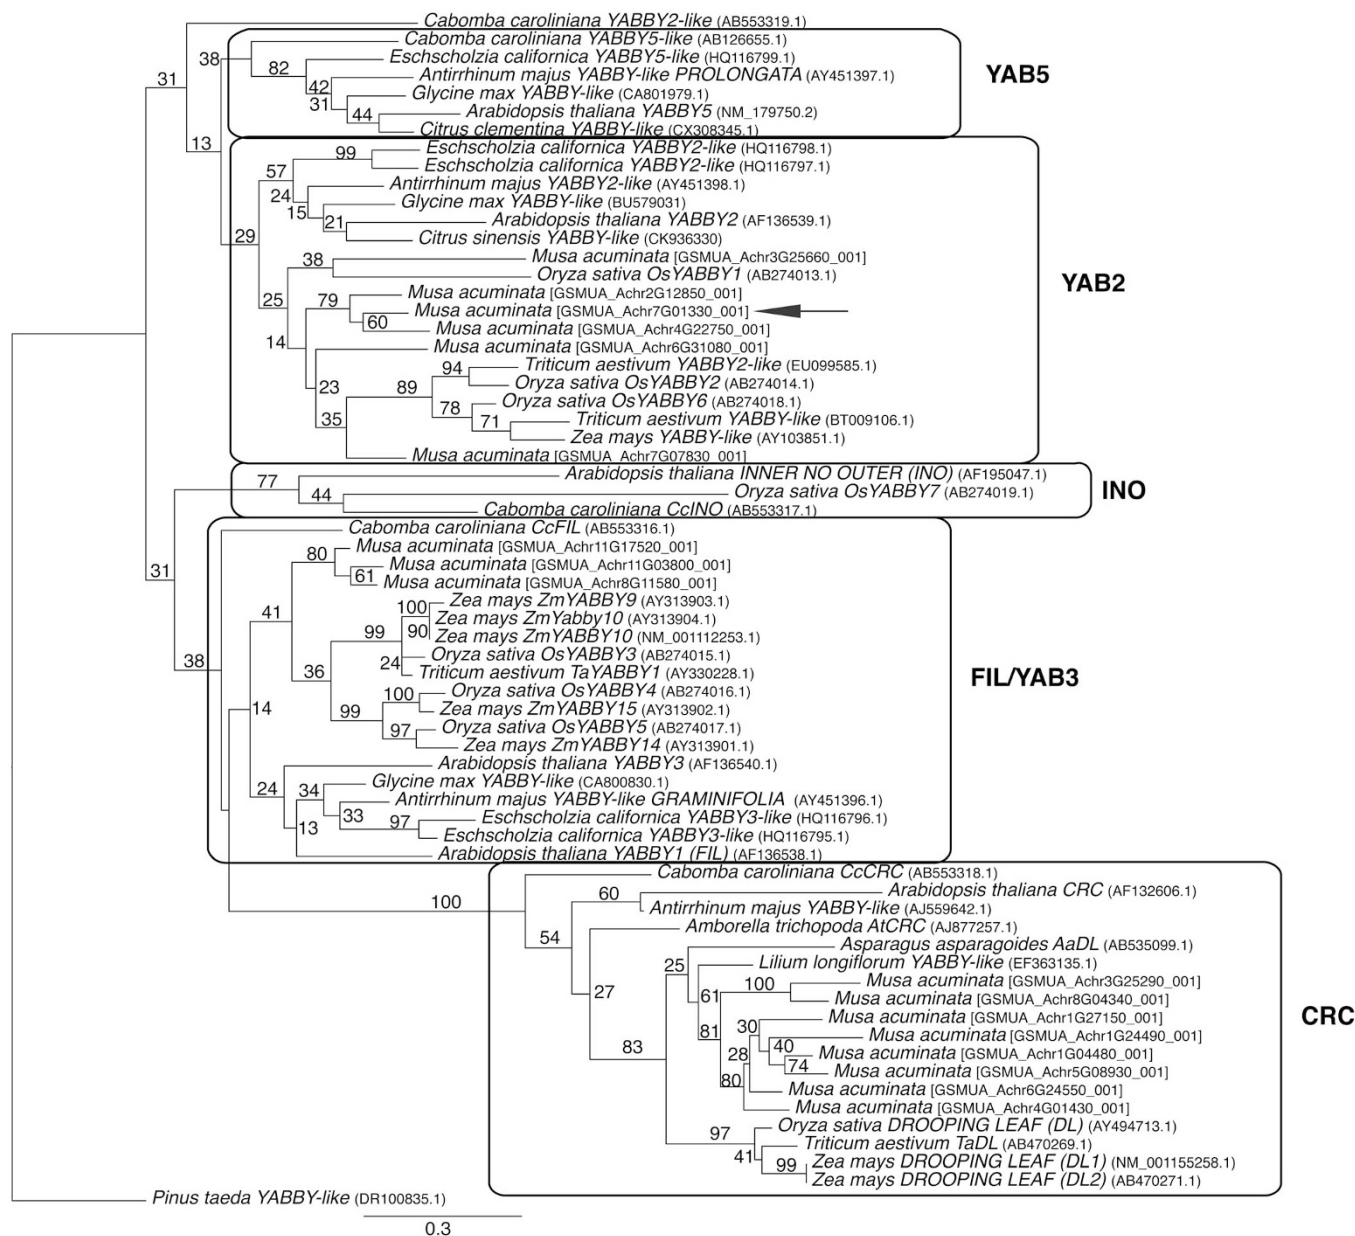 Cabomba caroliniana YABBY2-like (AB553319.1)
38 Cabomba caroliniana YABBY5-like (AB126655.1)
Eschscholzia californica YABBY5-like (HQ116799.1)
31 82 Antirrhinum majus YABBY-like PROLONGATA (AY451397.1) YAB5
42 Glycine max YABBY-like (CA801979.1)
31 44 Arabidopsis thaliana YABBY5 (NM_179750.2)
Citrus clementina YABBY-like (CX308345.1)
13 99 Eschscholzia californica YABBY2-like (HQ116798.1)
Eschscholzia californica YABBY2-like (HQ116797.1)
57 Antirrhinum majus YABBY2-like (AY451398.1)
24 Glycine max YABBY-like (BU579031)
15 21 Arabidopsis thaliana YABBY2 (AF136539.1)
29 Citrus sinensis YABBY-like (CK936330)
38 Musa acuminata [GSMUA_Achr3G25660_001]
Oryza sativa OsYABBY1 (AB274013.1) YAB2
25 79 Musa acuminata [GSMUA_Achr2G12850_001]
Musa acuminata [GSMUA_Achr7G01330_001]
60 Musa acuminata [GSMUA_Achr4G22750_001]
14 Musa acuminata [GSMUA_Achr6G31080_001]
94 Triticum aestivum YABBY2-like (EU099585.1)
23 89 Oryza sativa OsYABBY2 (AB274014.1)
78 Oryza sativa OsYABBY6 (AB274018.1)
35 71 Triticum aestivum YABBY-like (BT009106.1)
Zea mays YABBY-like (AY103851.1)
Musa acuminata [GSMUA_Achr7G07830_001]
77 Arabidopsis thaliana INNER NO OUTER (INO) (AF195047.1)
44 Oryza sativa OsYABBY7 (AB274019.1) INO
Cabomba caroliniana CcINO (AB553317.1)
Cabomba caroliniana CcFIL (AB553316.1)
80 Musa acuminata [GSMUA_Achr11G17520_001]
31 Musa acuminata [GSMUA_Achr11G03800_001]
61 Musa acuminata [GSMUA_Achr8G11580_001]
41 100 Zea mays ZmYABBY9 (AY313903.1)
Zea mays ZmYabby10 (AY313904.1)
99 90 Zea mays ZmYABBY10 (NM_001112253.1)
38 24 Oryza sativa OsYABBY3 (AB274015.1)
36 Triticum aestivum TaYABBY1 (AY330228.1) FIL/YAB3
100 Oryza sativa OsYABBY4 (AB274016.1)
14 99 Zea mays ZmYABBY15 (AY313902.1)
97 Oryza sativa OsYABBY5 (AB274017.1)
Zea mays ZmYABBY14 (AY313901.1)
Arabidopsis thaliana YABBY3 (AF136540.1)
24 34 Glycine max YABBY-like (CA800830.1)
Antirrhinum majus YABBY-like GRAMINIFOLIA (AY451396.1)
33 97 Eschscholzia californica YABBY3-like (HQ116796.1)
13 Eschscholzia californica YABBY3-like (HQ116795.1)
Arabidopsis thaliana YABBY1 (FIL) (AF136538.1)
Cabomba caroliniana CcCRC (AB553318.1)
100 60 Arabidopsis thaliana CRC (AF132606.1)
Antirrhinum majus YABBY-like (AJ559642.1)
54 Amborella trichopoda AtCRC (AJ877257.1)
Asparagus asparagoides AaDL (AB535099.1)
25 Lilium longiflorum YABBY-like (EF363135.1)
27 61 100 Musa acuminata [GSMUA_Achr3G25290_001]
Musa acuminata [GSMUA_Achr8G04340_001]
81 30 Musa acuminata [GSMUA_Achr1G27150_001] CRC
Musa acuminata [GSMUA_Achr1G24490_001]
83 28 40 Musa acuminata [GSMUA_Achr1G04480_001]
74 Musa acuminata [GSMUA_Achr5G08930_001]
80 Musa acuminata [GSMUA_Achr6G24550_001]
Musa acuminata [GSMUA_Achr4G01430_001]
97 Oryza sativa DROOPING LEAF (DL) (AY494713.1)
41 Triticum aestivum TaDL (AB470269.1)
99 Zea mays DROOPING LEAF (DL1) (NM_001155258.1)
Zea mays DROOPING LEAF (DL2) (AB470271.1)
Pinus taeda YABBY-like (DR100835.1)
0.3